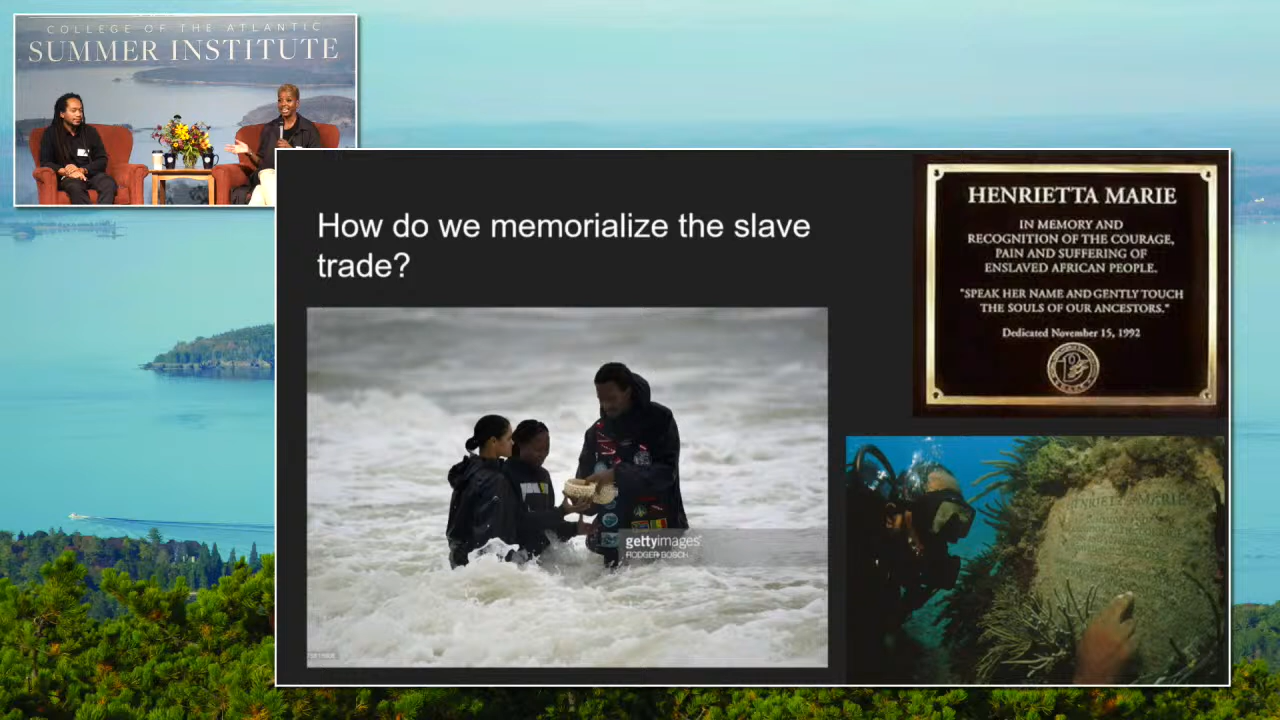 COLLEGE OF THE ATLANTIC
SUMMER INSTITUTE
How do we memorialize the slave
trade?
HENRIETTA MARIE
IN MEMORY AND
RECOGNITION OF THE COURAGE,
PAIN AND SUFFERING OF
ENSLAVED AFRICAN PEOPLE.
"SPEAK HER NAME AND GENTLY TOUCH
THE SOULS OF OUR ANCESTORS."
Dedicated November 15, 1992
gettyimages
RODGER BOSCH
HENRIETTA MARIE